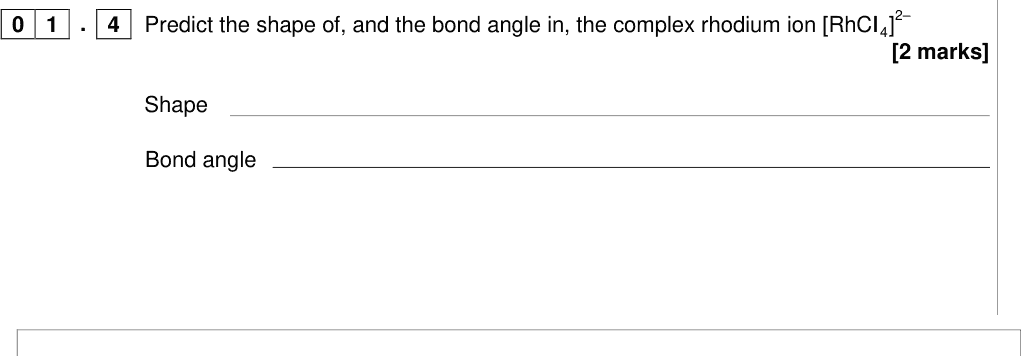 0 1 . 4 Predict the shape of, and the bond angle in, the complex rhodium ion [RhCl₄]²⁻
[2 marks]
Shape
Bond angle